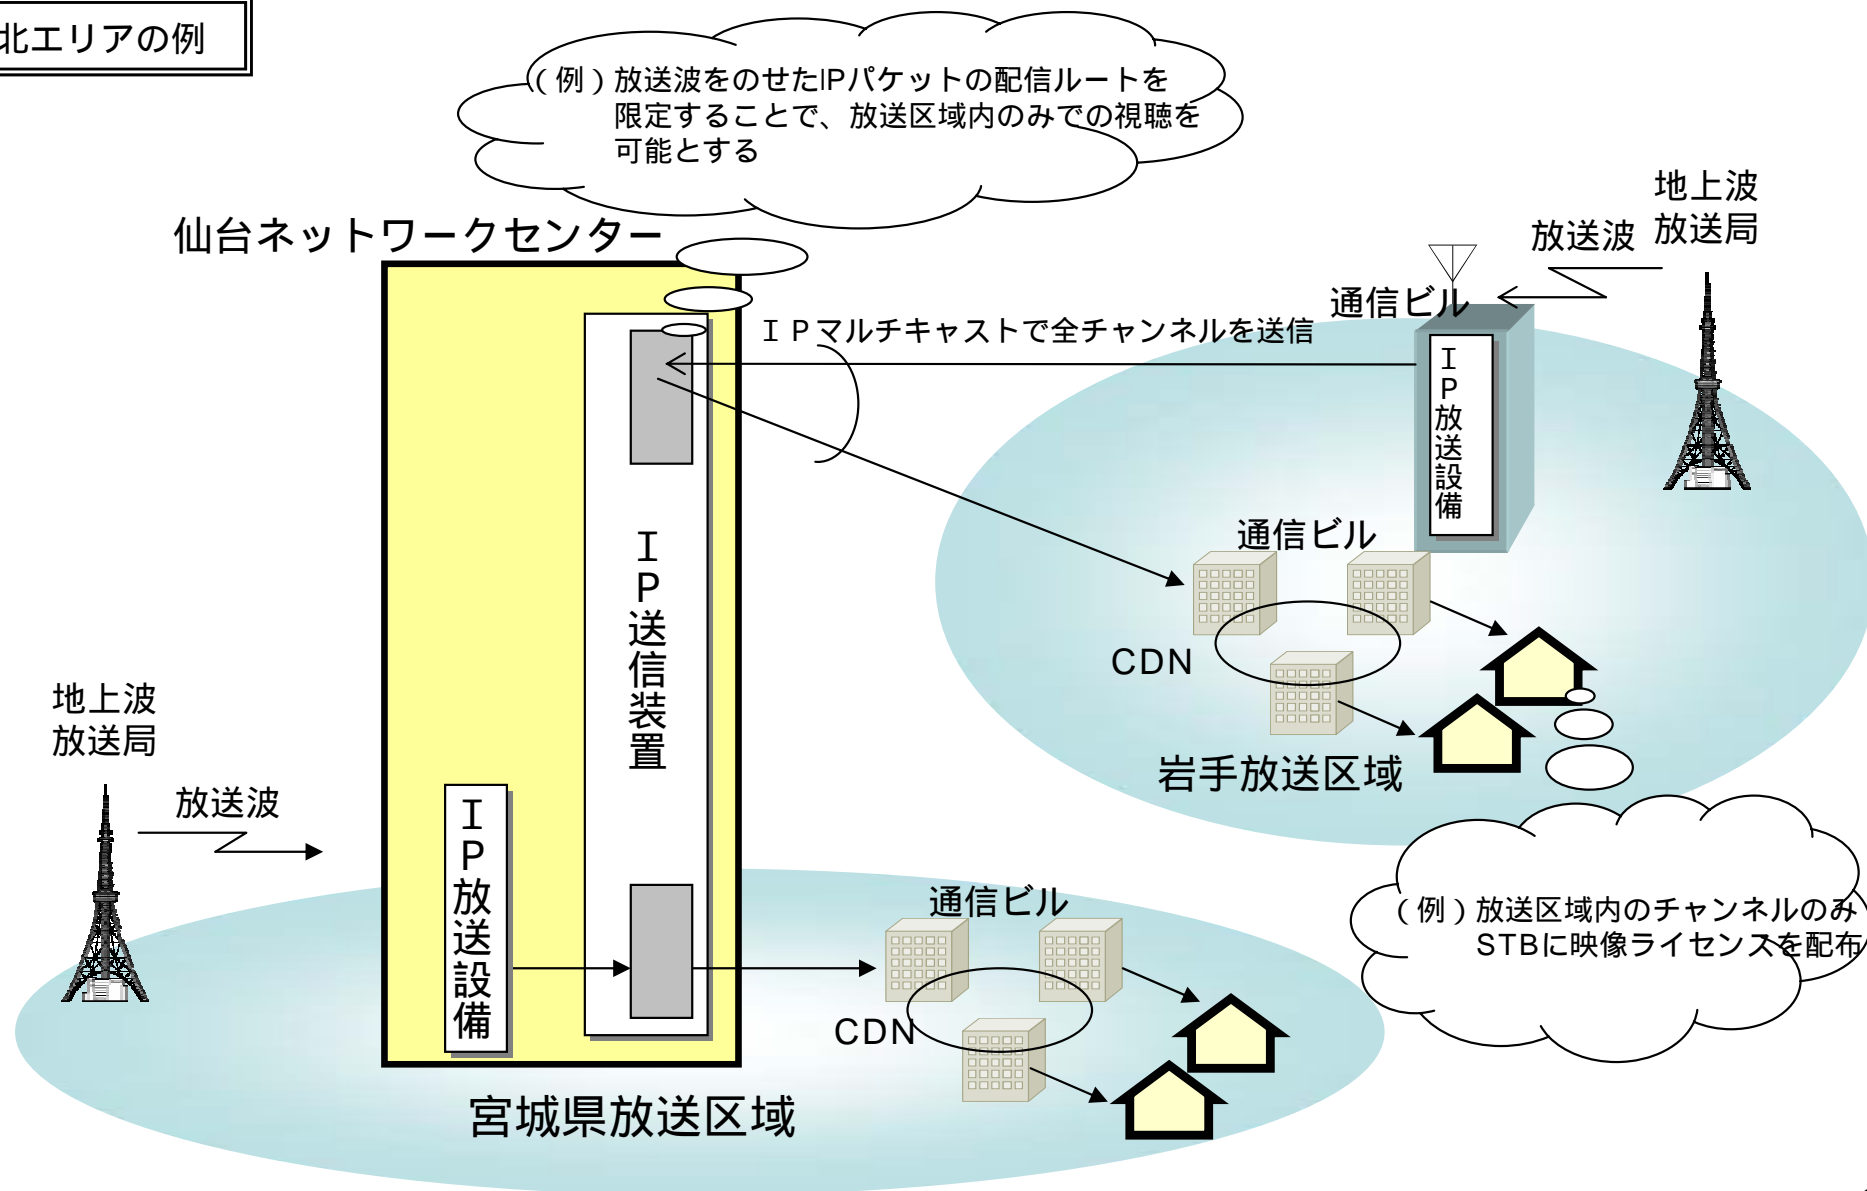 北エリアの例
（例）放送波をのせたIPパケットの配信ルートを
限定することで、放送区域内のみでの視聴を
可能とする
仙台ネットワークセンター
地上波
放送局
放送波
通信ビル
ＩＰマルチキャストで全チャンネルを送信
ＩＰ放送設備
通信ビル
ＩＰ送信装置
CDN
地上波
放送局
岩手放送区域
放送波
ＩＰ放送設備
通信ビル
（例）放送区域内のチャンネルのみ
STBに映像ライセンスを配布
CDN
宮城県放送区域